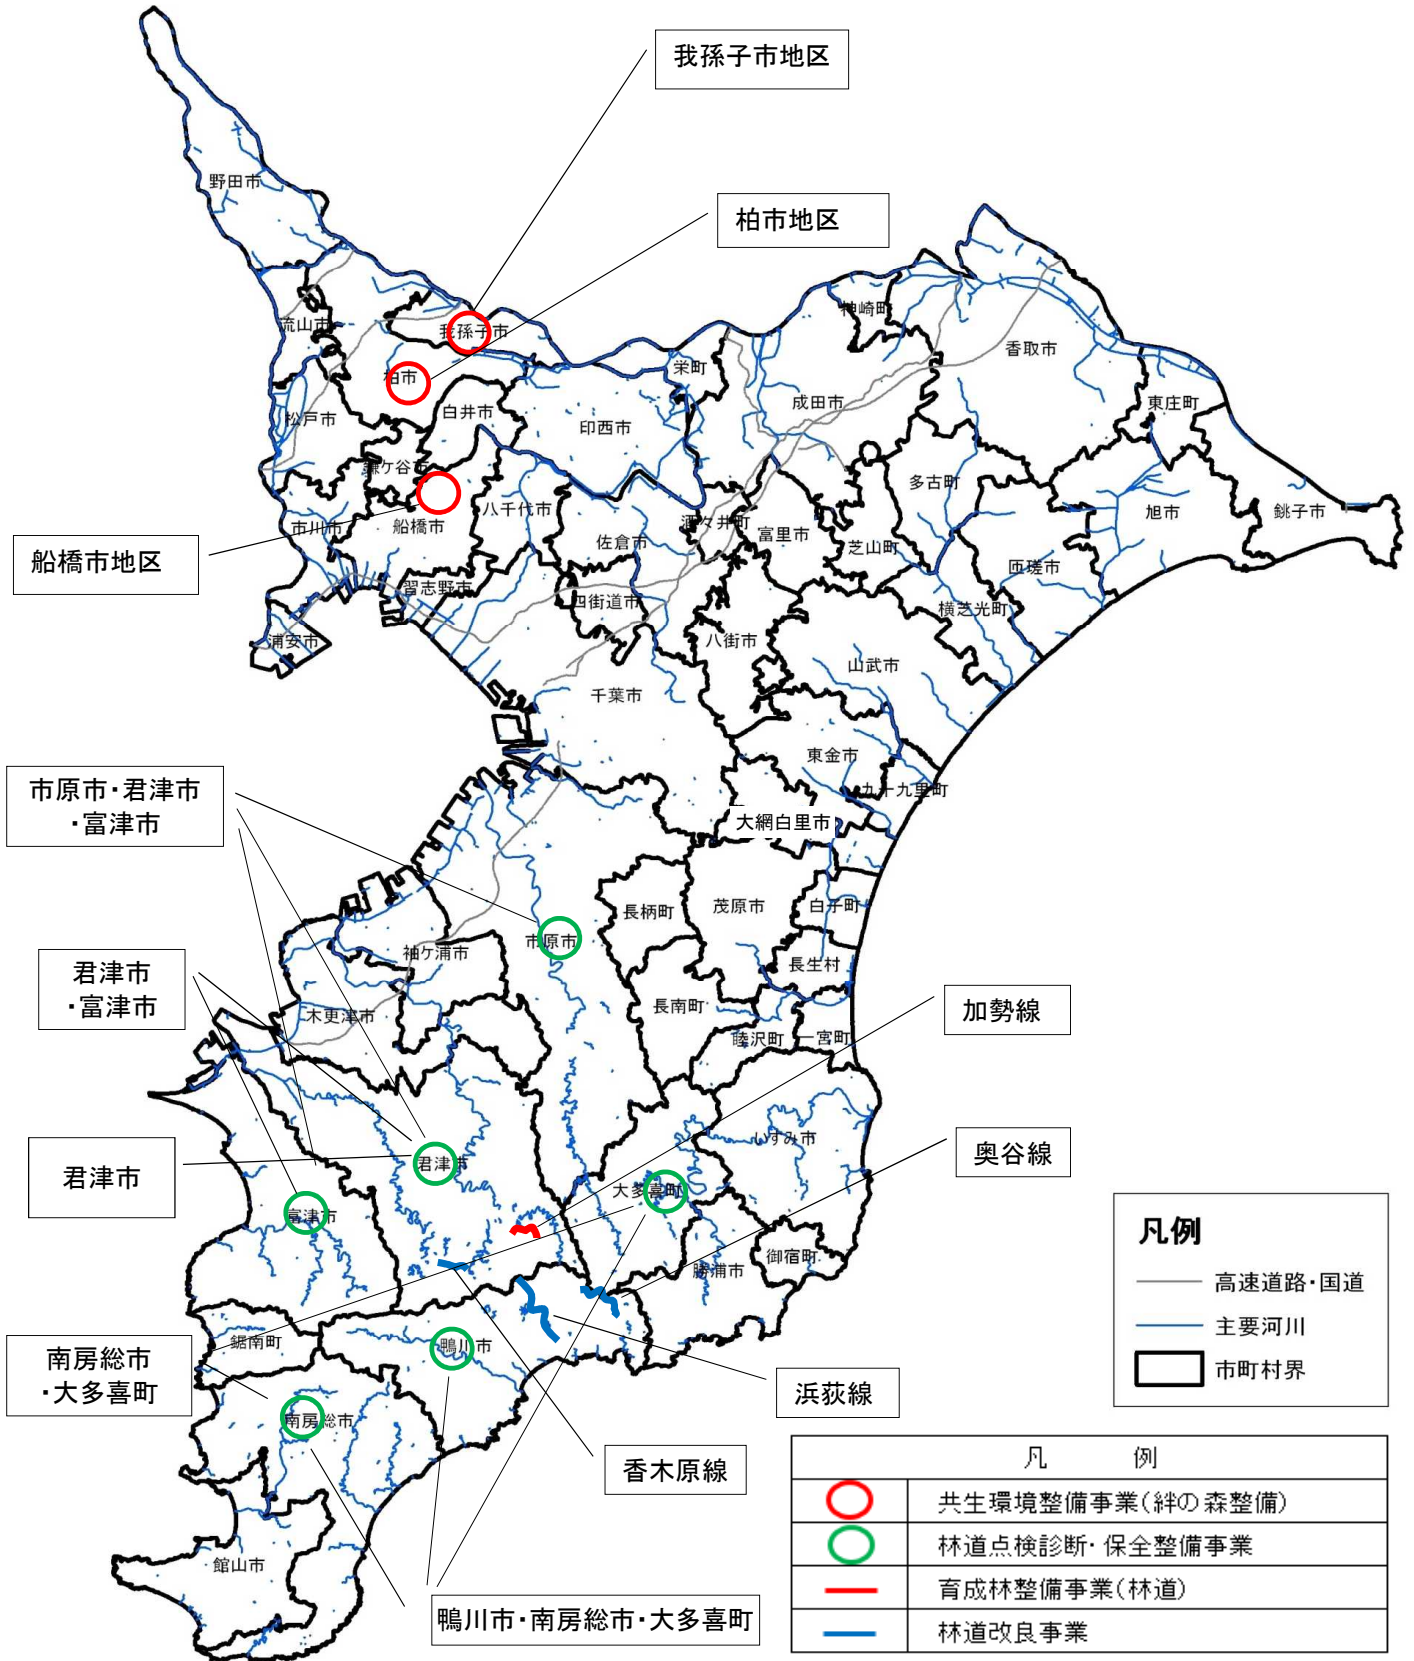 我孫子市地区
柏市地区
船橋市地区
市原市・君津市
・富津市
君津市
・富津市
君津市
南房総市
・大多喜町
加勢線
奥谷線
浜荻線
香木原線
鴨川市・南房総市・大多喜町
野田市
流山市
我孫子市
柏市
松戸市
白井市
鎌ケ谷市
市川市
船橋市
八千代市
習志野市
浦安市
印西市
栄町
成田市
神崎町
香取市
東庄町
銚子市
旭市
多古町
匝瑳市
横芝光町
芝山町
富里市
酒々井町
佐倉市
四街道市
八街市
山武市
千葉市
東金市
九十九里町
大網白里市
茂原市
白子町
長柄町
長生村
長南町
睦沢町
一宮町
市原市
袖ケ浦市
木更津市
君津市
富津市
いすみ市
大多喜町
御宿町
勝浦市
鋸南町
鴨川市
南房総市
館山市
凡例
高速道路・国道
主要河川
市町村界
凡 例
共生環境整備事業(絆の森整備)
林道点検診断・保全整備事業
育成林整備事業(林道)
林道改良事業